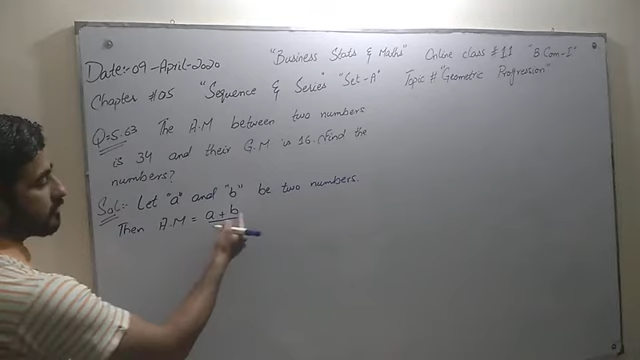 "Business Stats & Maths" Online class # 11 "B.Com-I"
Date:- 09-April-2020
Chapter #05 "Sequence & Series" "Set-A" Topic # "Geometric Progression"
Q=5.63 The A.M between two numbers
is 34 and their G.M is 16. Find the
numbers?
Sol:- Let "a" and "b" be two numbers.
Then A.M = a + b